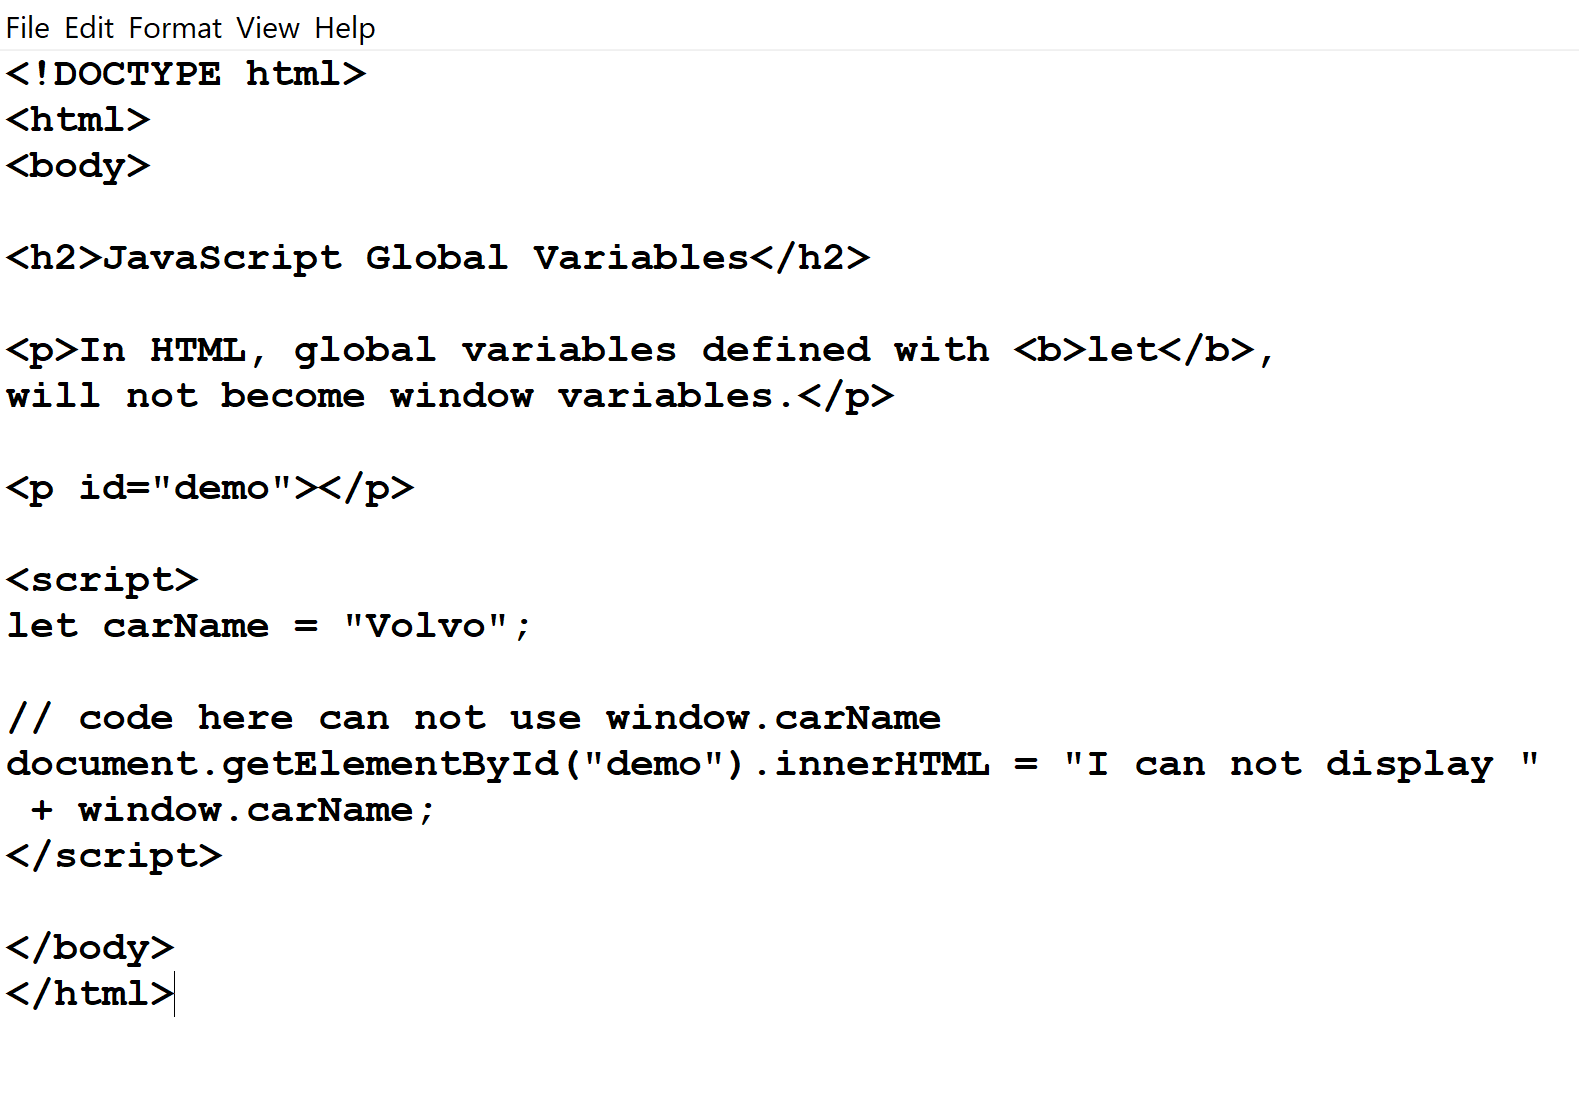 File Edit Format View Help
<!DOCTYPE html>
<html>
<body>
<h2>JavaScript Global Variables</h2>
<p>In HTML, global variables defined with <b>let</b>,
will not become window variables.</p>
<p id="demo"></p>
<script>
let carName = "Volvo";
// code here can not use window.carName
document.getElementById("demo").innerHTML = "I can not display "
 + window.carName;
</script>
</body>
</html>